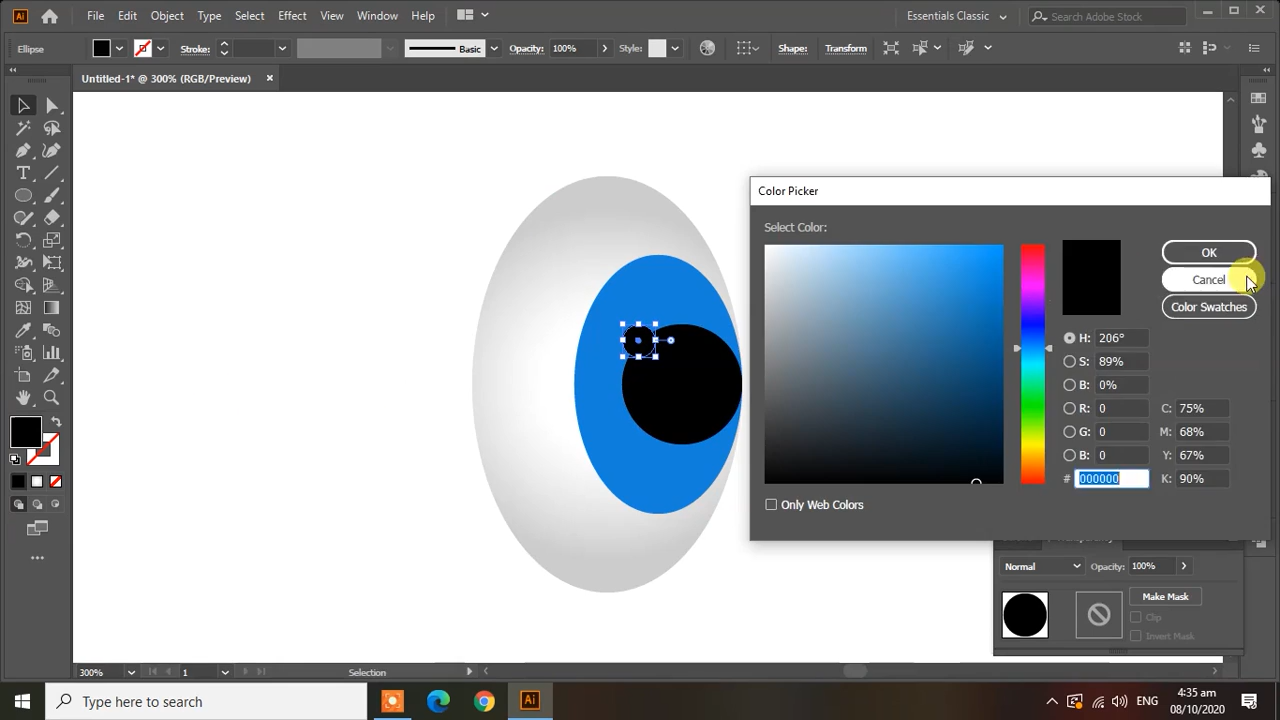 Ai File Edit Object Type Select Effect View Window Help Essentials Classic Search Adobe Stock
Ellipse Stroke: Basic Opacity: 100% Style: Shape: Transform
Untitled-1* @ 300% (RGB/Preview) ×
Color Picker
Select Color:
OK
Cancel
Color Swatches
H: 206°
S: 89%
B: 0%
R: 0 C: 75%
G: 0 M: 68%
B: 0 Y: 67%
# 000000 K: 90%
Only Web Colors
Normal Opacity: 100%
Make Mask
Clip
Invert Mask
300% 1 Selection
Type here to search Ai ENG 4:35 am
08/10/2020